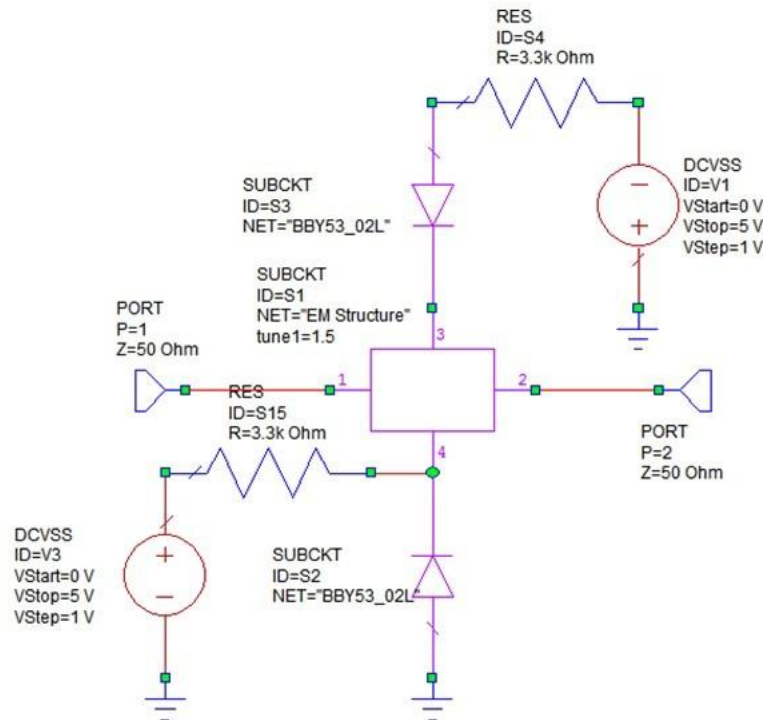 RES
ID=S4
R=3.3k Ohm
DCVSS
ID=V1
VStart=0 V
VStop=5 V
VStep=1 V
SUBCKT
ID=S3
NET="BBY53_02L"
SUBCKT
ID=S1
NET="EM Structure"
tune1=1.5
PORT
P=1
Z=50 Ohm
3
1
2
4
RES
ID=S15
R=3.3k Ohm
PORT
P=2
Z=50 Ohm
DCVSS
ID=V3
VStart=0 V
VStop=5 V
VStep=1 V
SUBCKT
ID=S2
NET="BBY53_02L"